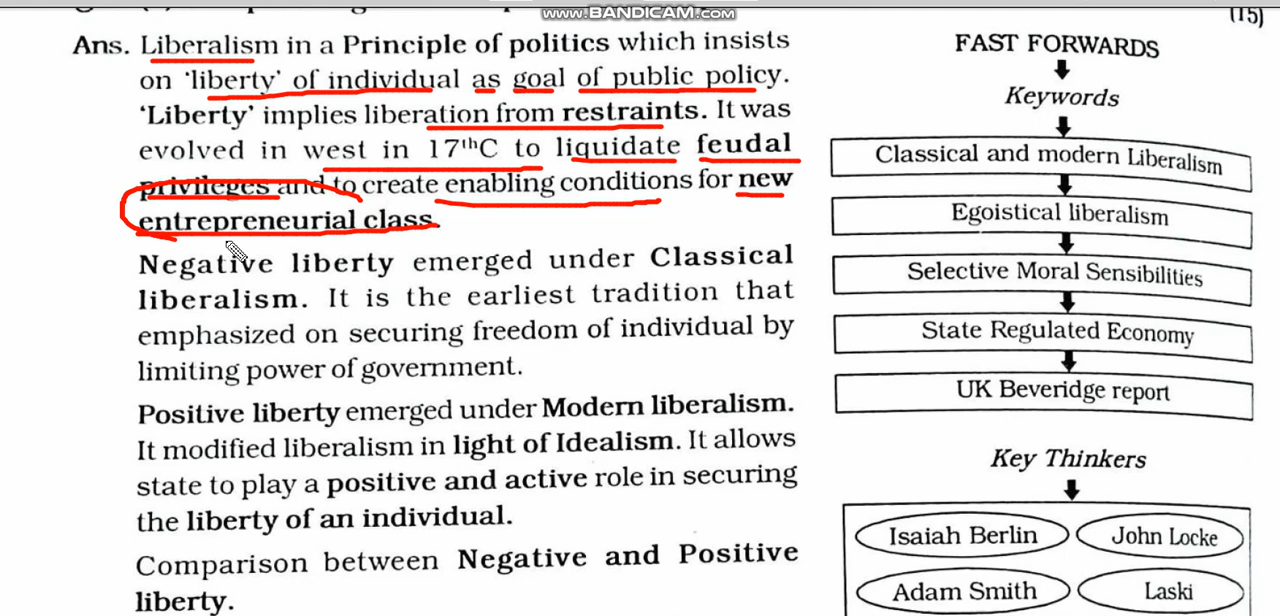 www.BANDICAM.com
(15)
Ans. Liberalism in a Principle of politics which insists
on 'liberty' of individual as goal of public policy.
'Liberty' implies liberation from restraints. It was
evolved in west in 17thC to liquidate feudal
privileges and to create enabling conditions for new
entrepreneurial class.
Negative liberty emerged under Classical
liberalism. It is the earliest tradition that
emphasized on securing freedom of individual by
limiting power of government.
Positive liberty emerged under Modern liberalism.
It modified liberalism in light of Idealism. It allows
state to play a positive and active role in securing
the liberty of an individual.
Comparison between Negative and Positive
liberty.
FAST FORWARDS
Keywords
Classical and modern Liberalism
Egoistical liberalism
Selective Moral Sensibilities
State Regulated Economy
UK Beveridge report
Key Thinkers
Isaiah Berlin
John Locke
Adam Smith
Laski